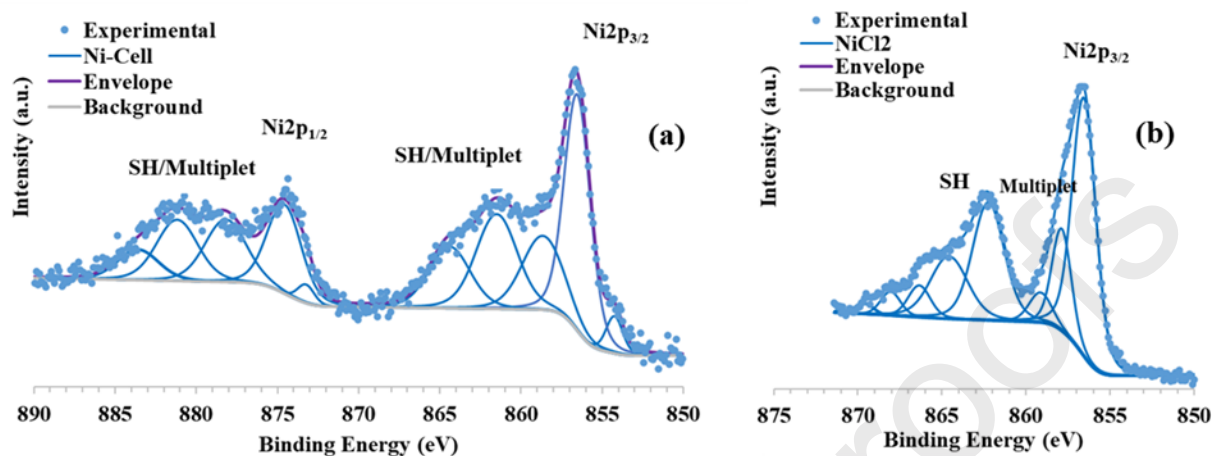 Experimental
Ni-Cell
Envelope
Background
Ni2p1/2
SH/Multiplet
SH/Multiplet
Ni2p3/2
(a)
Intensity (a.u.)
890 885 880 875 870 865 860 855 850
Binding Energy (eV)
Experimental
NiCl2
Envelope
Background
Ni2p3/2
(b)
SH
Multiplet
Intensity (a.u.)
875 870 865 860 855 850
Binding Energy (eV)
oofs